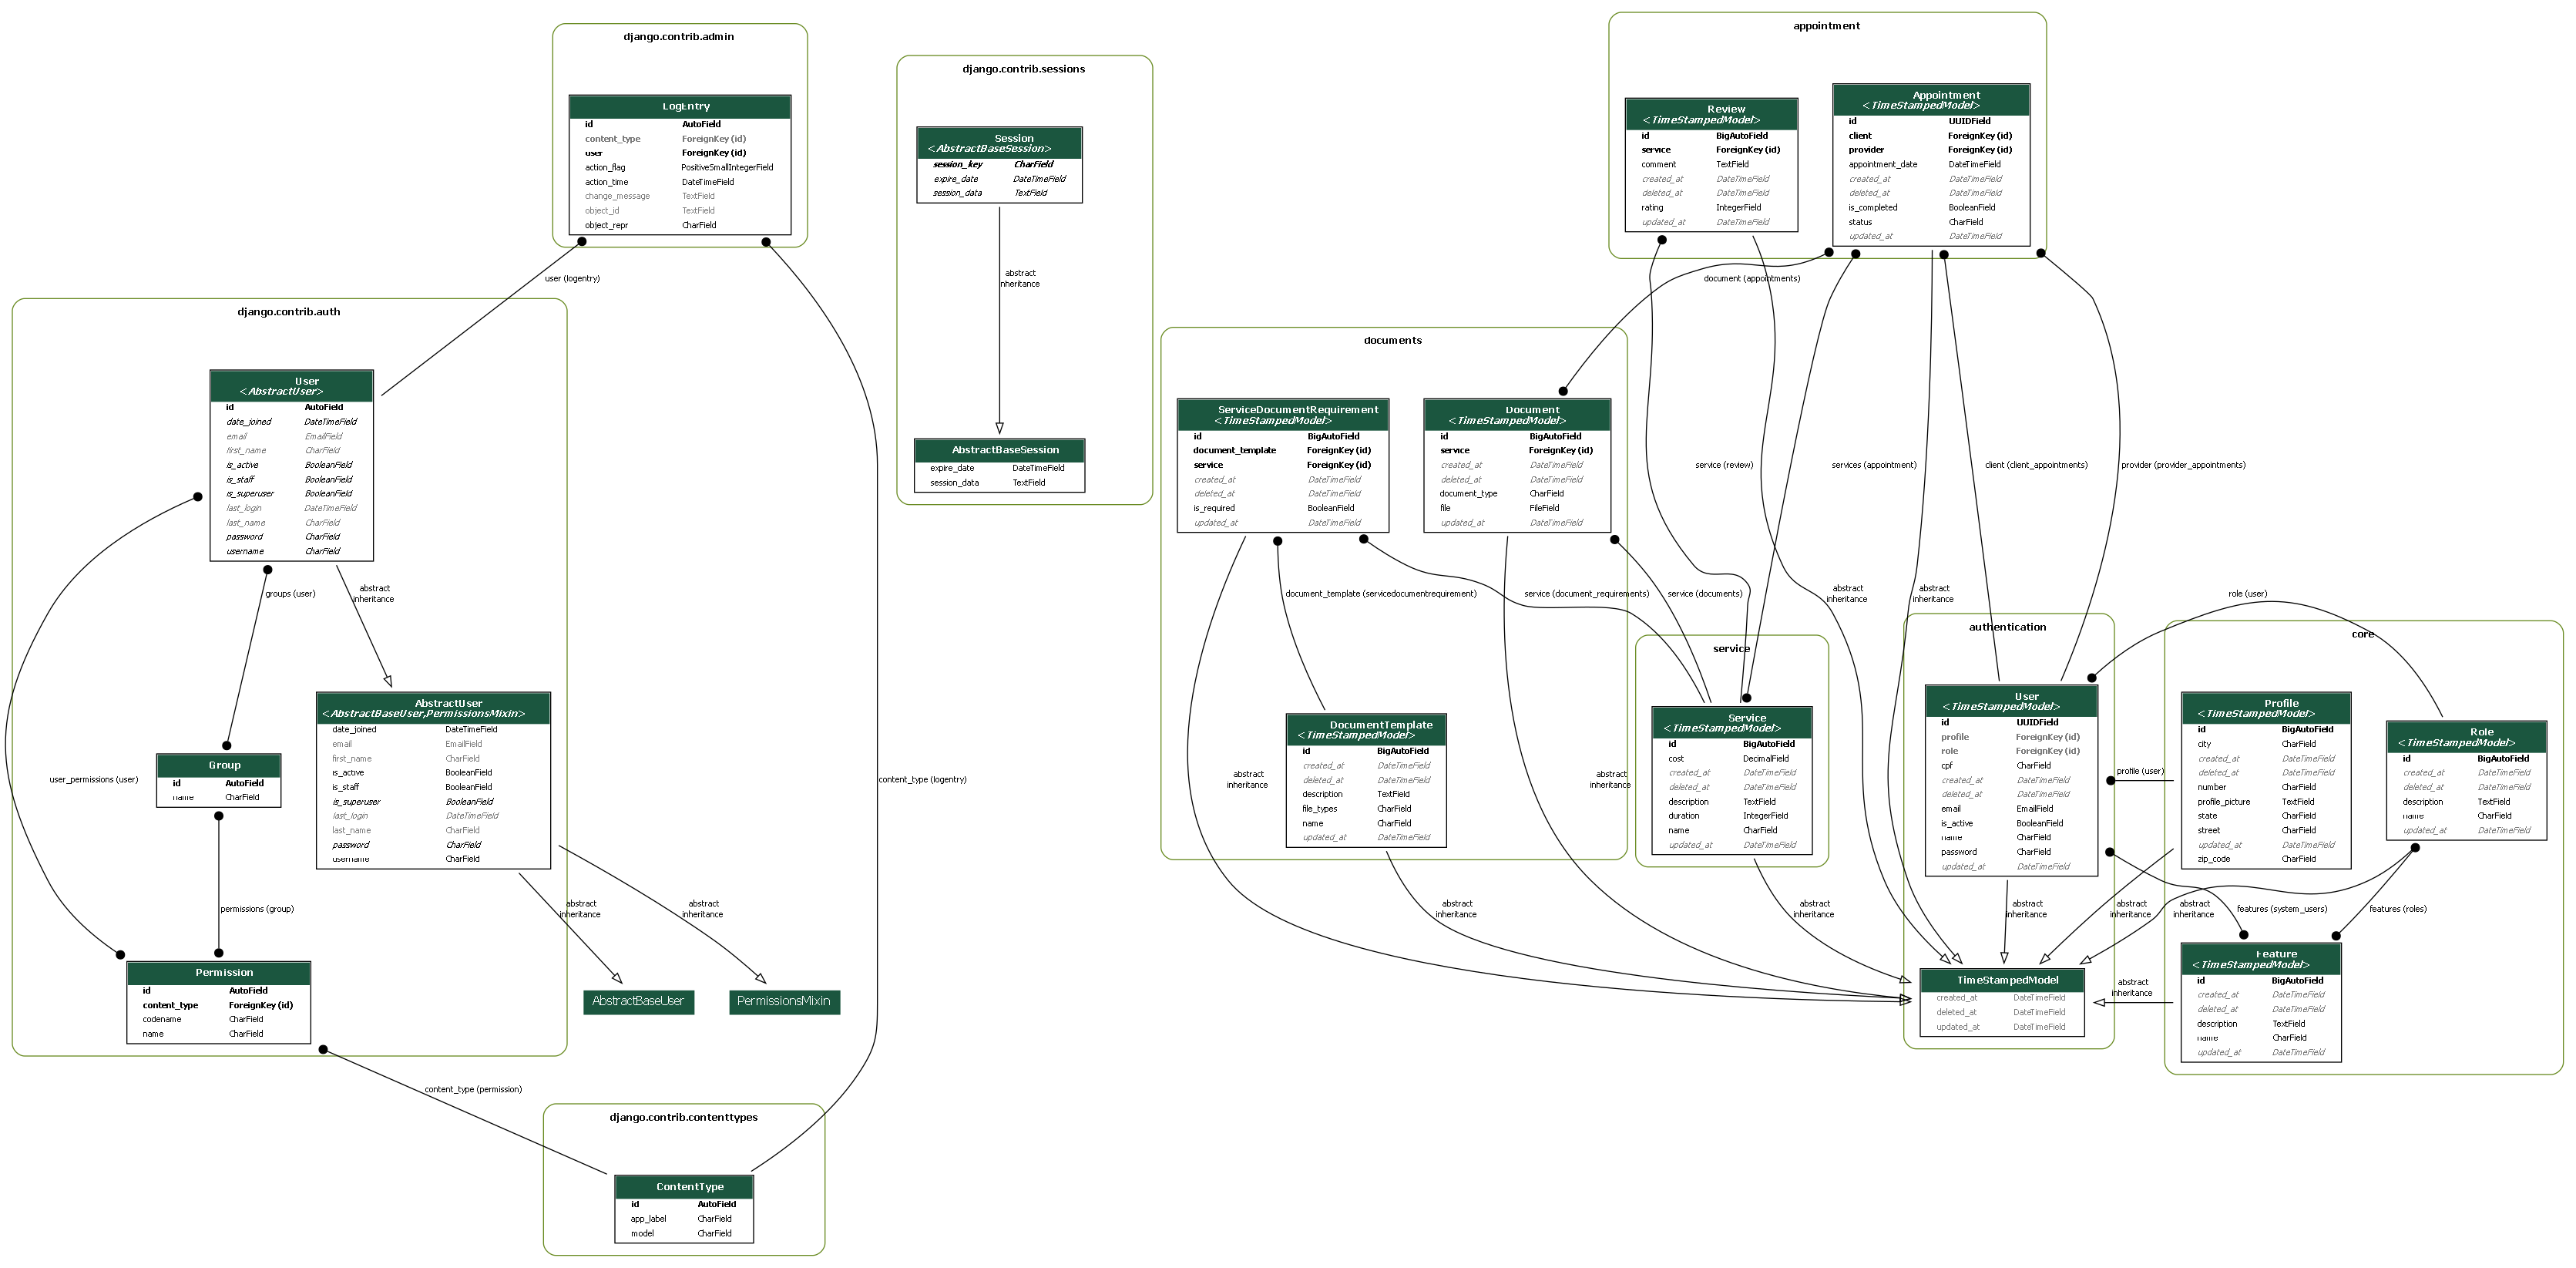 django.contrib.admin
LogEntry
id AutoField
content_type ForeignKey (id)
user ForeignKey (id)
action_flag PositiveSmallIntegerField
action_time DateTimeField
change_message TextField
object_id TextField
object_repr CharField
django.contrib.sessions
Session
<AbstractBaseSession>
session_key CharField
expire_date DateTimeField
session_data TextField
abstract
inheritance
AbstractBaseSession
expire_date DateTimeField
session_data TextField
appointment
Review
<TimeStampedModel>
id BigAutoField
service ForeignKey (id)
comment TextField
created_at DateTimeField
deleted_at DateTimeField
rating IntegerField
updated_at DateTimeField
Appointment
<TimeStampedModel>
id UUIDField
client ForeignKey (id)
provider ForeignKey (id)
appointment_date DateTimeField
created_at DateTimeField
deleted_at DateTimeField
is_completed BooleanField
status CharField
updated_at DateTimeField
user (logentry)
document (appointments)
django.contrib.auth
User
<AbstractUser>
id AutoField
date_joined DateTimeField
email EmailField
first_name CharField
is_active BooleanField
is_staff BooleanField
is_superuser BooleanField
last_login DateTimeField
last_name CharField
password CharField
username CharField
groups (user)
abstract
inheritance
AbstractUser
<AbstractBaseUser,PermissionsMixin>
date_joined DateTimeField
email EmailField
first_name CharField
is_active BooleanField
is_staff BooleanField
is_superuser BooleanField
last_login DateTimeField
last_name CharField
password CharField
username CharField
Group
id AutoField
name CharField
user_permissions (user)
content_type (logentry)
permissions (group)
abstract
inheritance
abstract
inheritance
Permission
id AutoField
content_type ForeignKey (id)
codename CharField
name CharField
AbstractBaseUser
PermissionsMixin
content_type (permission)
django.contrib.contenttypes
ContentType
id AutoField
app_label CharField
model CharField
documents
ServiceDocumentRequirement
<TimeStampedModel>
id BigAutoField
document_template ForeignKey (id)
service ForeignKey (id)
created_at DateTimeField
deleted_at DateTimeField
is_required BooleanField
updated_at DateTimeField
Document
<TimeStampedModel>
id BigAutoField
service ForeignKey (id)
created_at DateTimeField
deleted_at DateTimeField
document_type CharField
file FileField
updated_at DateTimeField
service (review)
services (appointment)
client (client_appointments)
provider (provider_appointments)
document_template (servicedocumentrequirement)
service (document_requirements)
service (documents)
abstract
inheritance
abstract
inheritance
role (user)
DocumentTemplate
<TimeStampedModel>
id BigAutoField
created_at DateTimeField
deleted_at DateTimeField
description TextField
file_types CharField
name CharField
updated_at DateTimeField
abstract
inheritance
abstract
inheritance
service
Service
<TimeStampedModel>
id BigAutoField
cost DecimalField
created_at DateTimeField
deleted_at DateTimeField
description TextField
duration IntegerField
name CharField
updated_at DateTimeField
authentication
User
<TimeStampedModel>
id UUIDField
profile ForeignKey (id)
role ForeignKey (id)
cpf CharField
created_at DateTimeField
deleted_at DateTimeField
email EmailField
is_active BooleanField
name CharField
password CharField
updated_at DateTimeField
profile (user)
core
Profile
<TimeStampedModel>
id BigAutoField
city CharField
created_at DateTimeField
deleted_at DateTimeField
number CharField
profile_picture TextField
state CharField
street CharField
updated_at DateTimeField
zip_code CharField
Role
<TimeStampedModel>
id BigAutoField
created_at DateTimeField
deleted_at DateTimeField
description TextField
name CharField
updated_at DateTimeField
abstract
inheritance
abstract
inheritance
abstract
inheritance
abstract
inheritance
abstract
inheritance
features (system_users)
features (roles)
TimeStampedModel
created_at DateTimeField
deleted_at DateTimeField
updated_at DateTimeField
abstract
inheritance
Feature
<TimeStampedModel>
id BigAutoField
created_at DateTimeField
deleted_at DateTimeField
description TextField
name CharField
updated_at DateTimeField